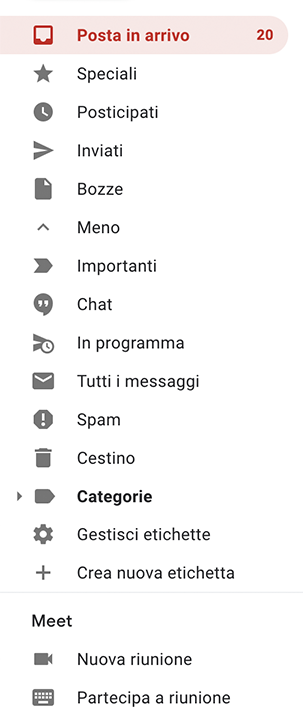 Posta in arrivo 20
Speciali
Posticipati
Inviati
Bozze
Meno
Importanti
Chat
In programma
Tutti i messaggi
Spam
Cestino
Categorie
Gestisci etichette
Crea nuova etichetta
Meet
Nuova riunione
Partecipa a riunione